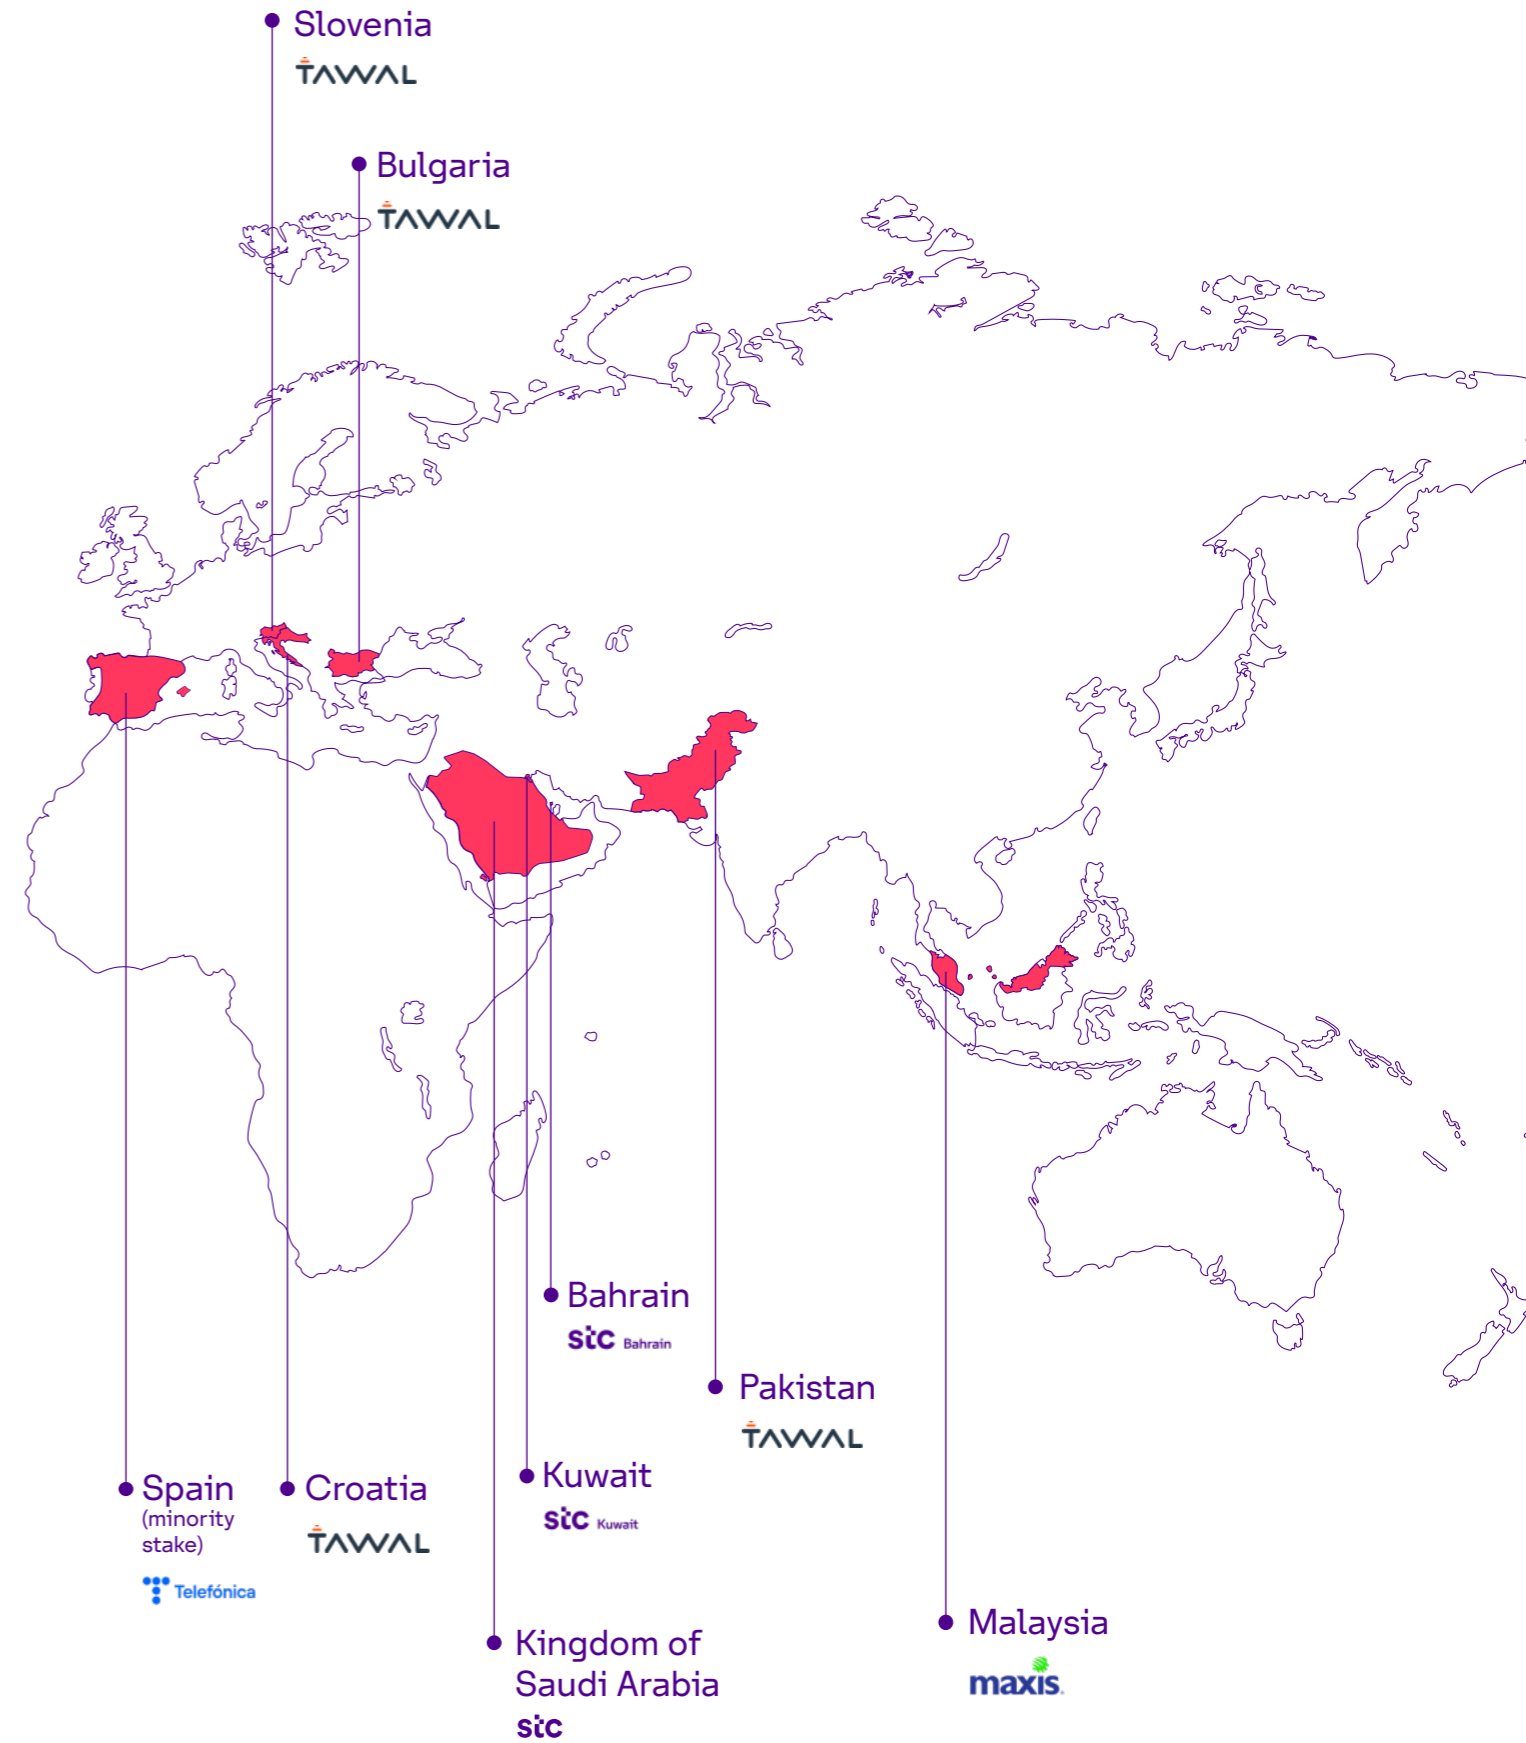 Slovenia
TAWAL
Bulgaria
TAWAL
Bahrain
stc Bahrain
Pakistan
TAWAL
Kuwait
stc Kuwait
Spain
(minority
stake)
Telefónica
Croatia
TAWAL
Kingdom of
Saudi Arabia
stc
Malaysia
maxis